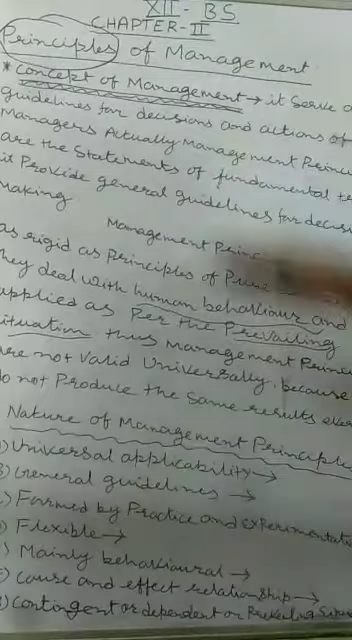 XII - BS
CHAPTER-II
Principles of Management
* Concept of Management → it serve a
guidelines for decisions and actions of
Managers Actually Management Princ
are the Statements of fundamental
it Provide general guidelines for decisi
Making
Management Princ
as rigid as Principles of Pure
they deal with human behaviour and
applied as Per the Prevailing
situation thus Management Princi
are not valid Universally, because
do not Produce the same results
Nature of Management Principle
) Universal applicability →
) General guidelines →
) Formed by Practice and experimentati
) Flexible →
) Mainly behavioural →
) Cause and effect relationship →
) Contingent or dependent on Prevailing